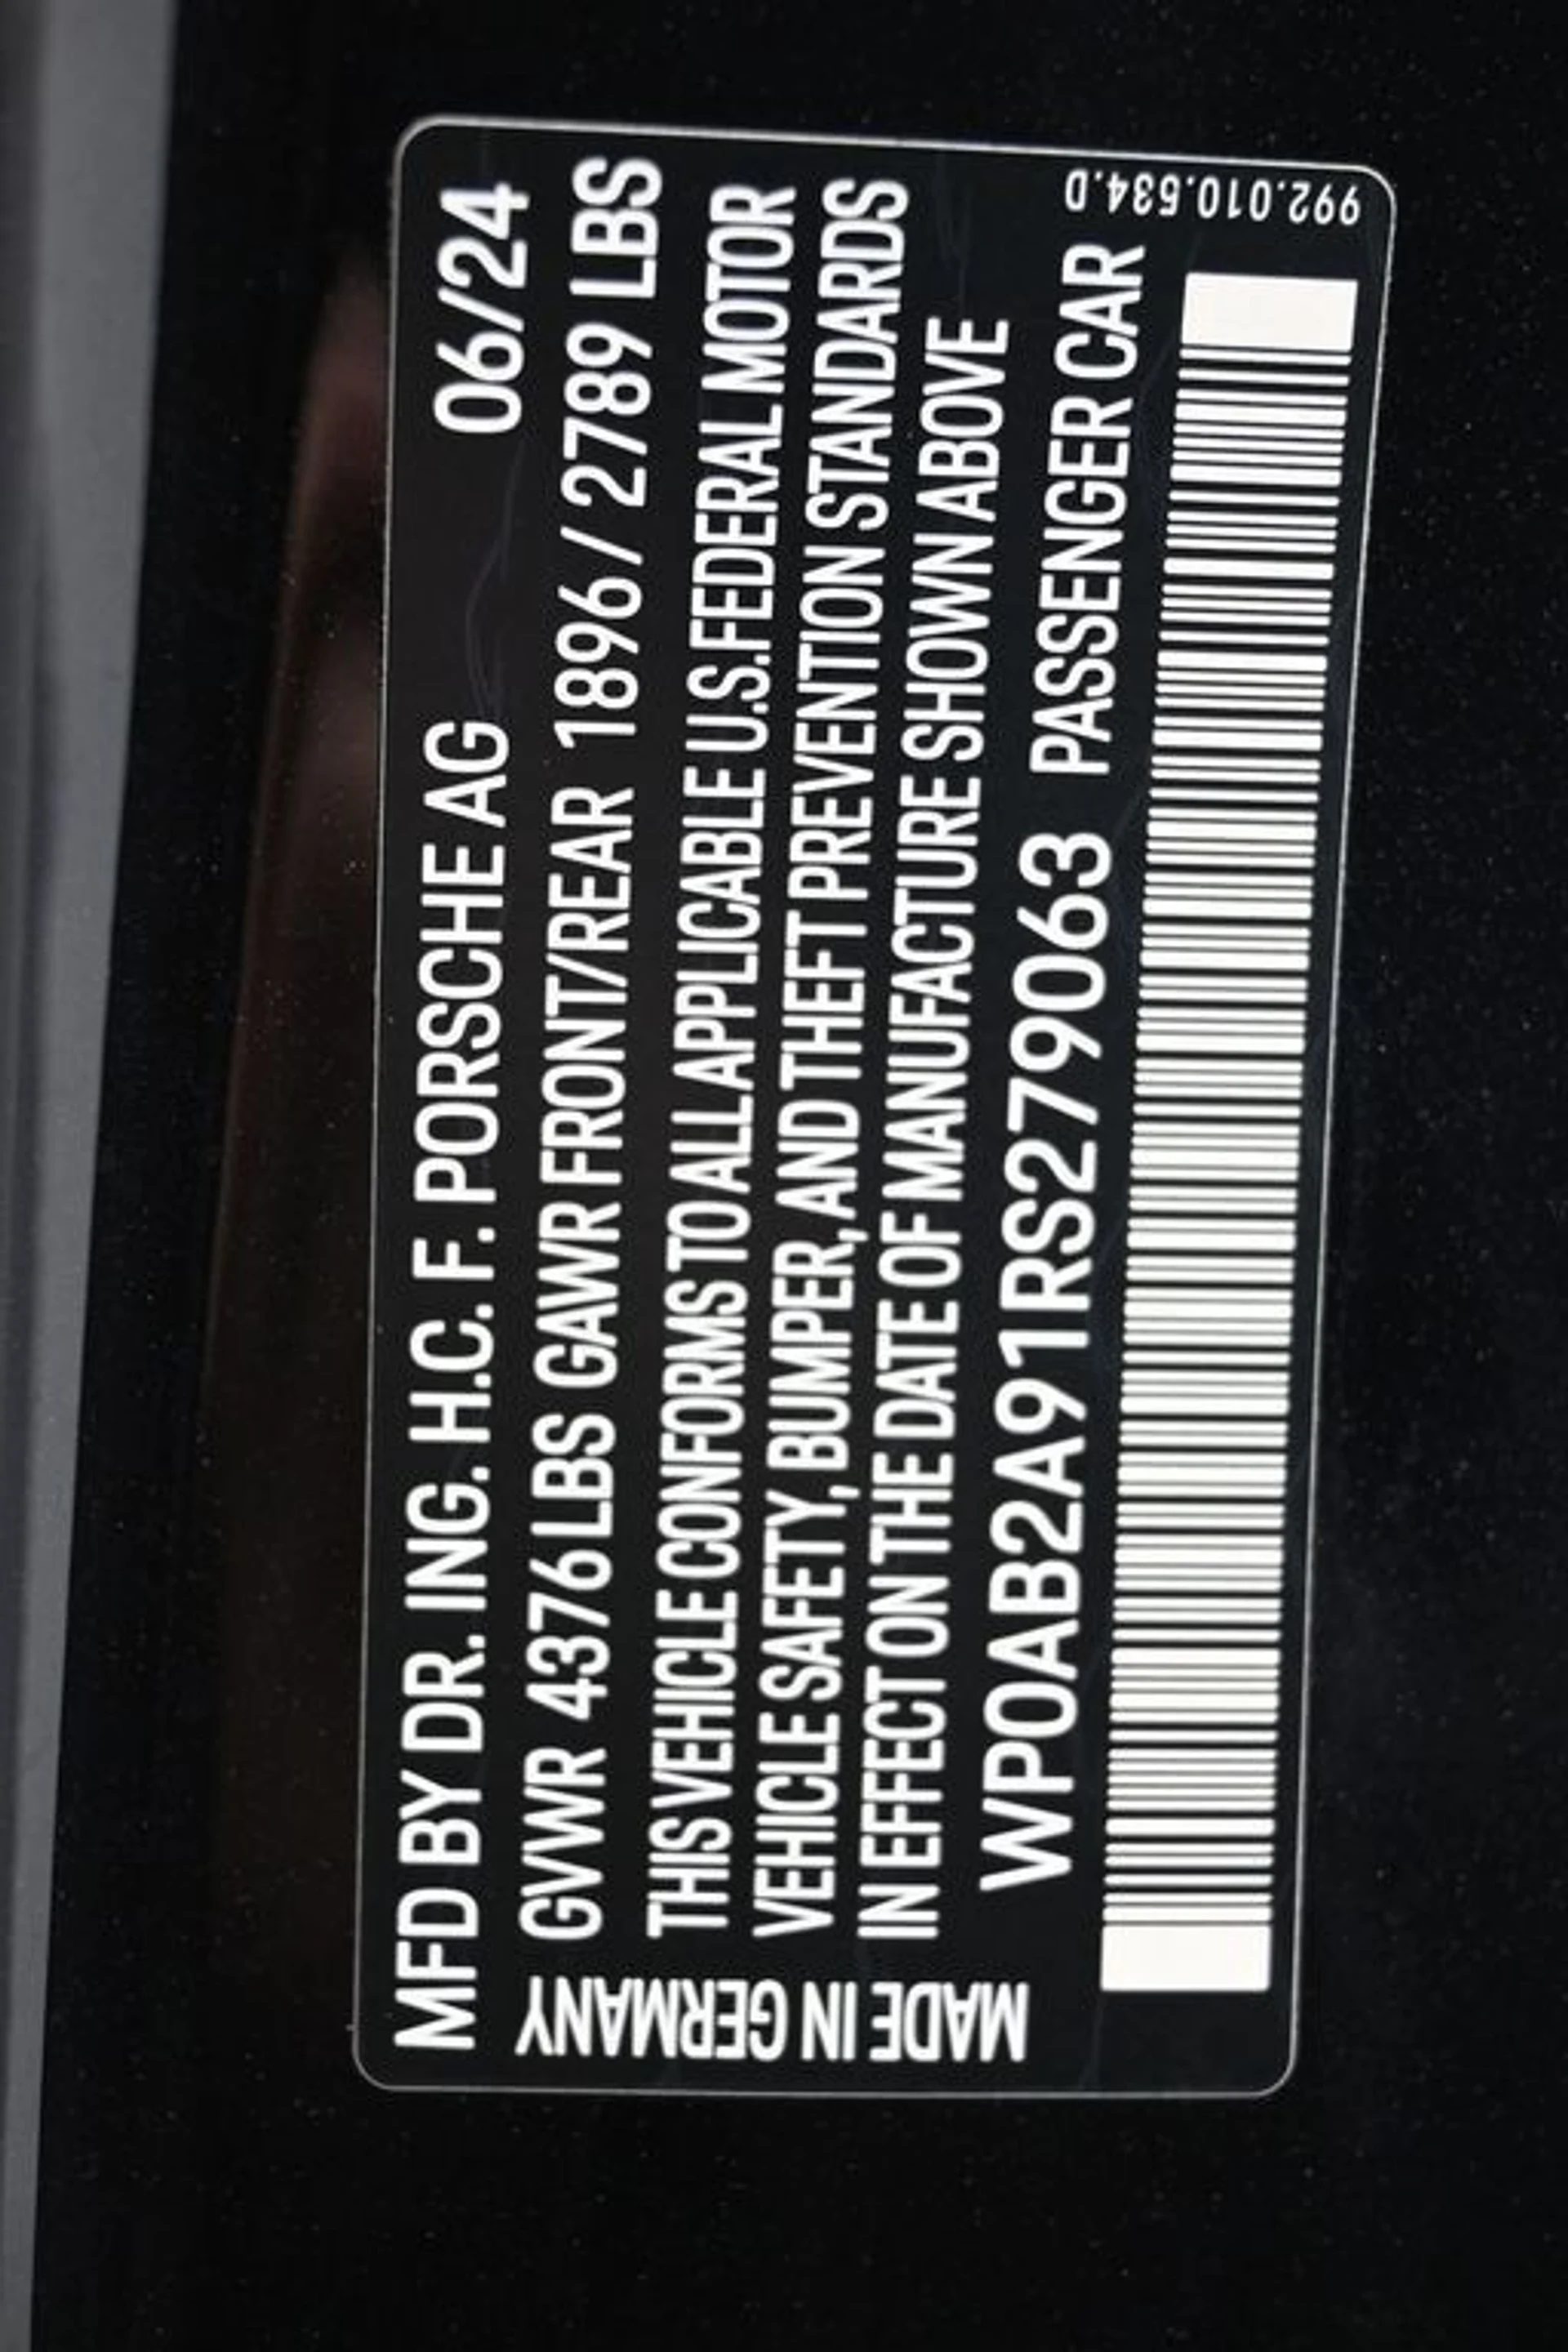 MFD BY DR. ING. H.C. F. PORSCHE AG 06/24
GVWR 4376 LBS GAWR FRONT/REAR 1896 / 2789 LBS
THIS VEHICLE CONFORMS TO ALL APPLICABLE U.S.FEDERAL MOTOR
VEHICLE SAFETY, BUMPER, AND THEFT PREVENTION STANDARDS
IN EFFECT ON THE DATE OF MANUFACTURE SHOWN ABOVE
WP0AB2A91RS279063 PASSENGER CAR
MADE IN GERMANY
992.010.534.D